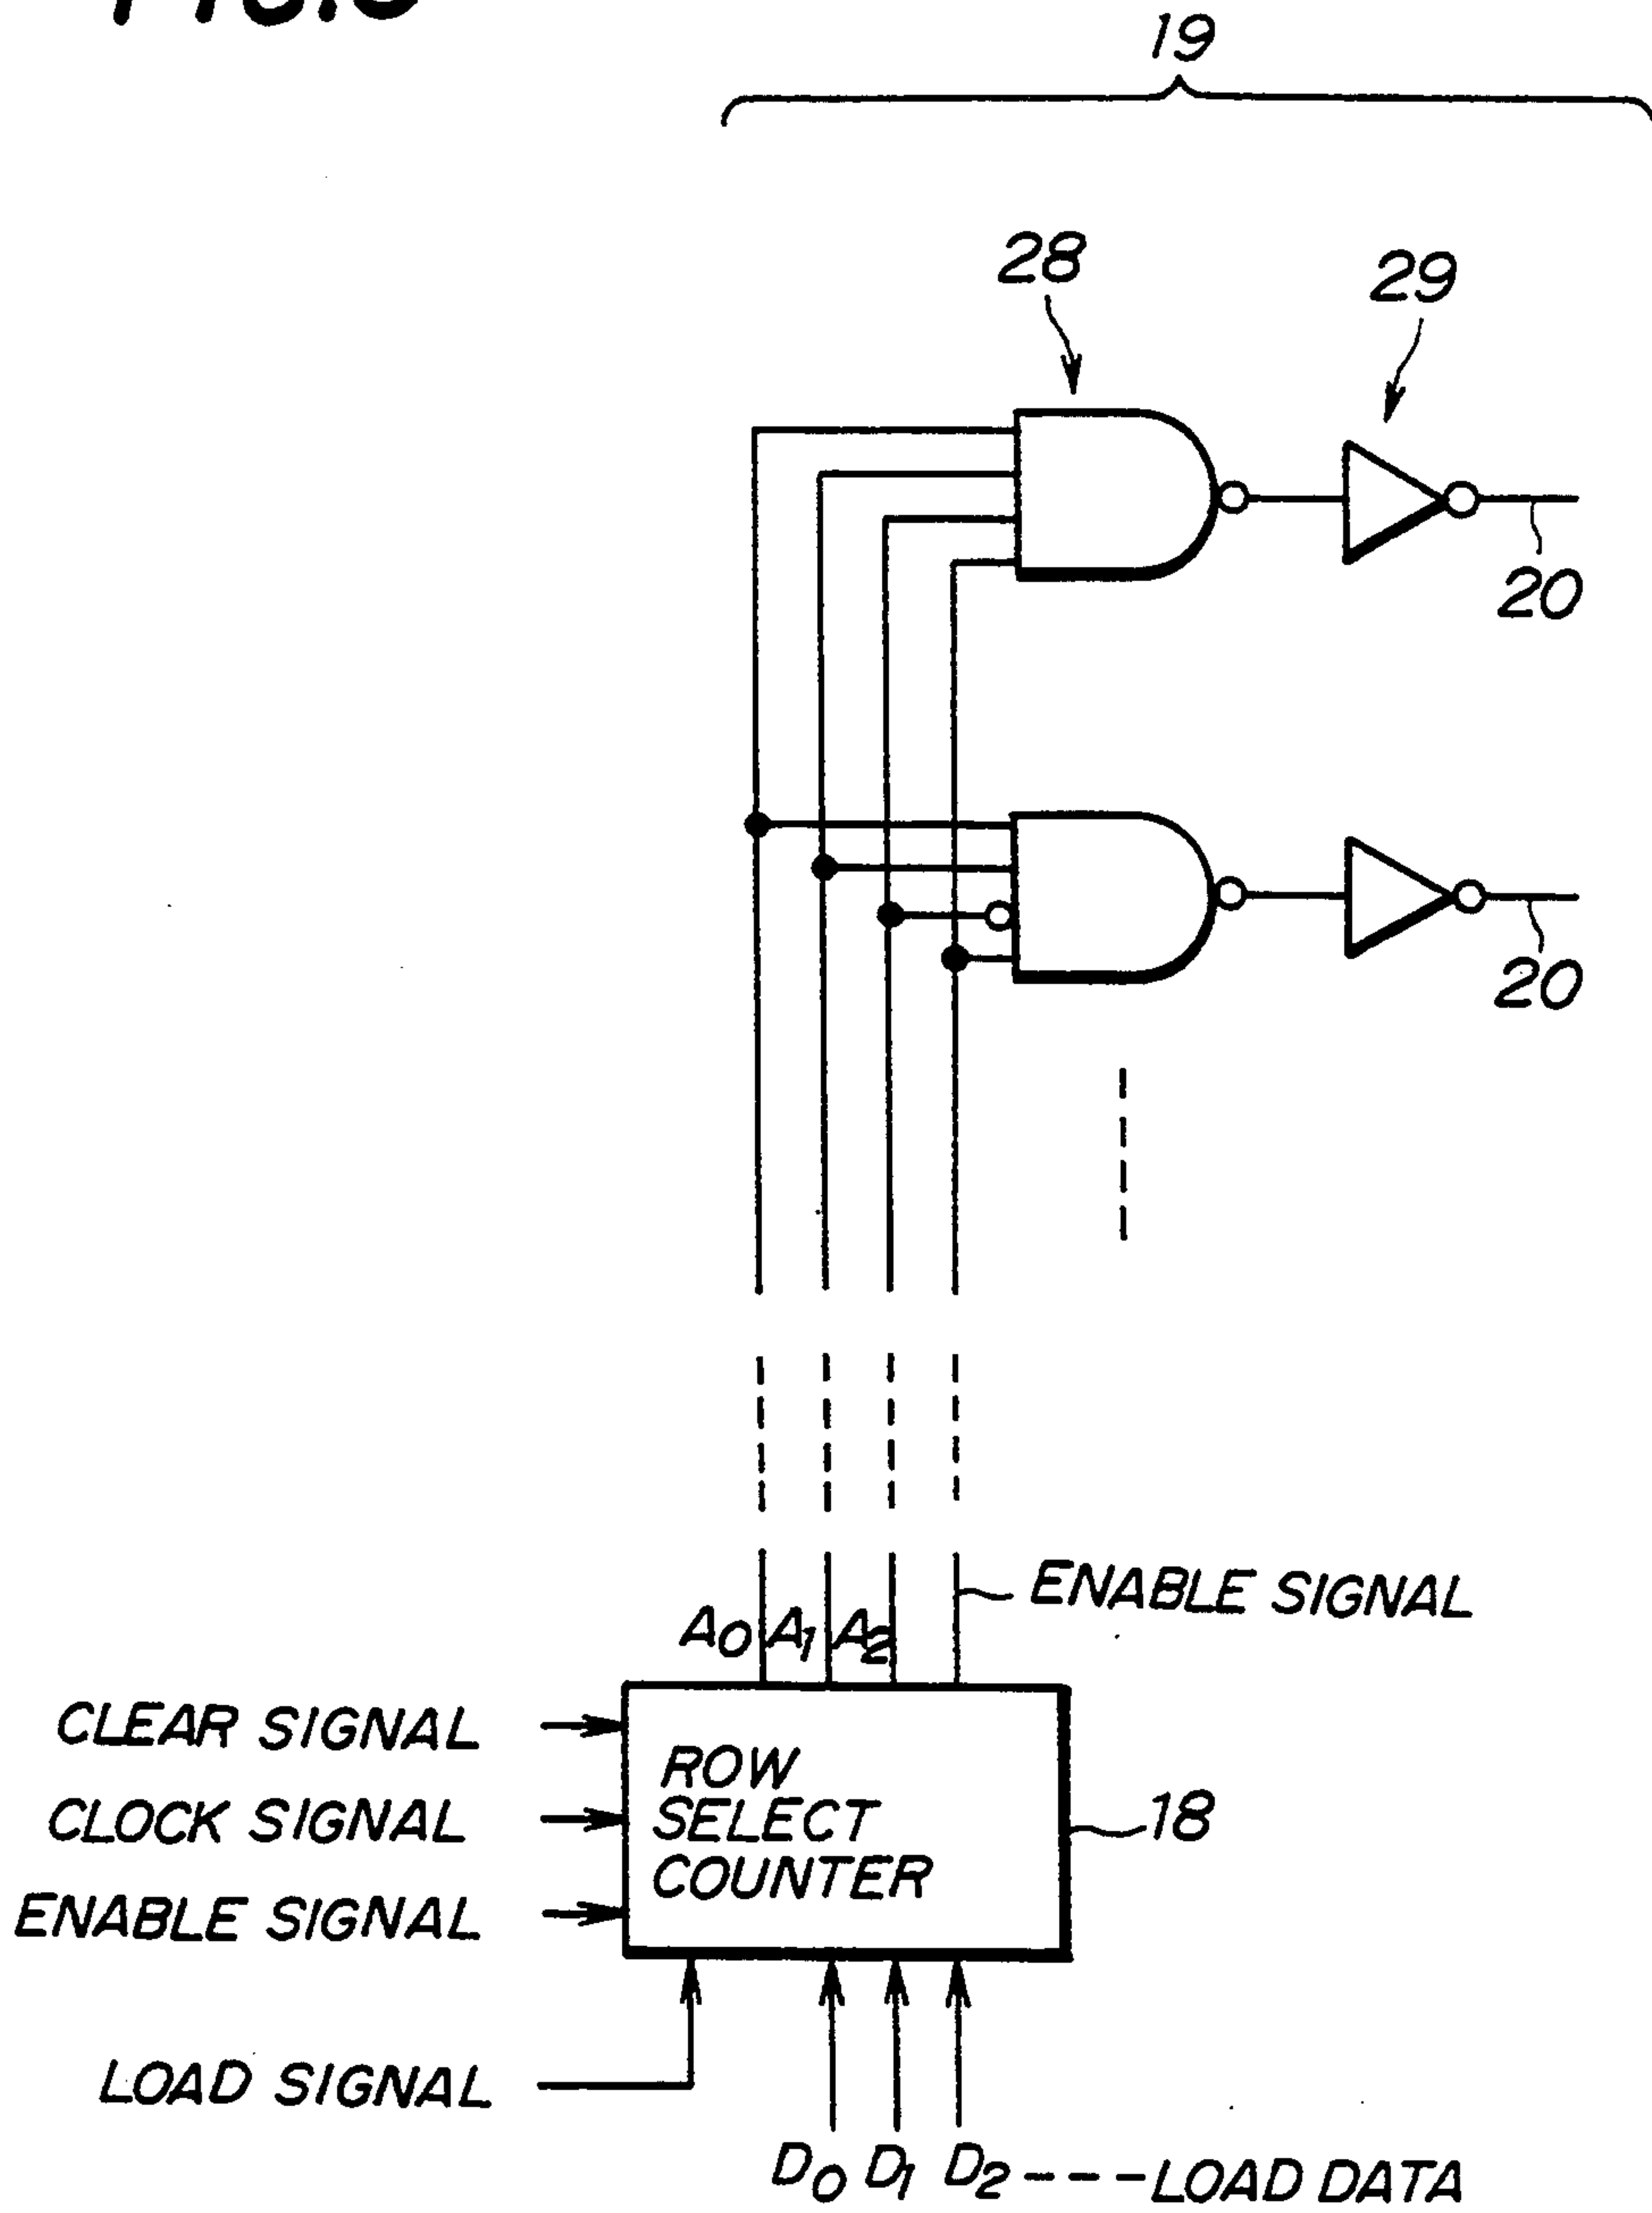 19
28
29
20
20
ENABLE SIGNAL
A0 A1 A2
CLEAR SIGNAL
ROW
SELECT
COUNTER
CLOCK SIGNAL
18
ENABLE SIGNAL
LOAD SIGNAL
D0 D1 D2 ----LOAD DATA